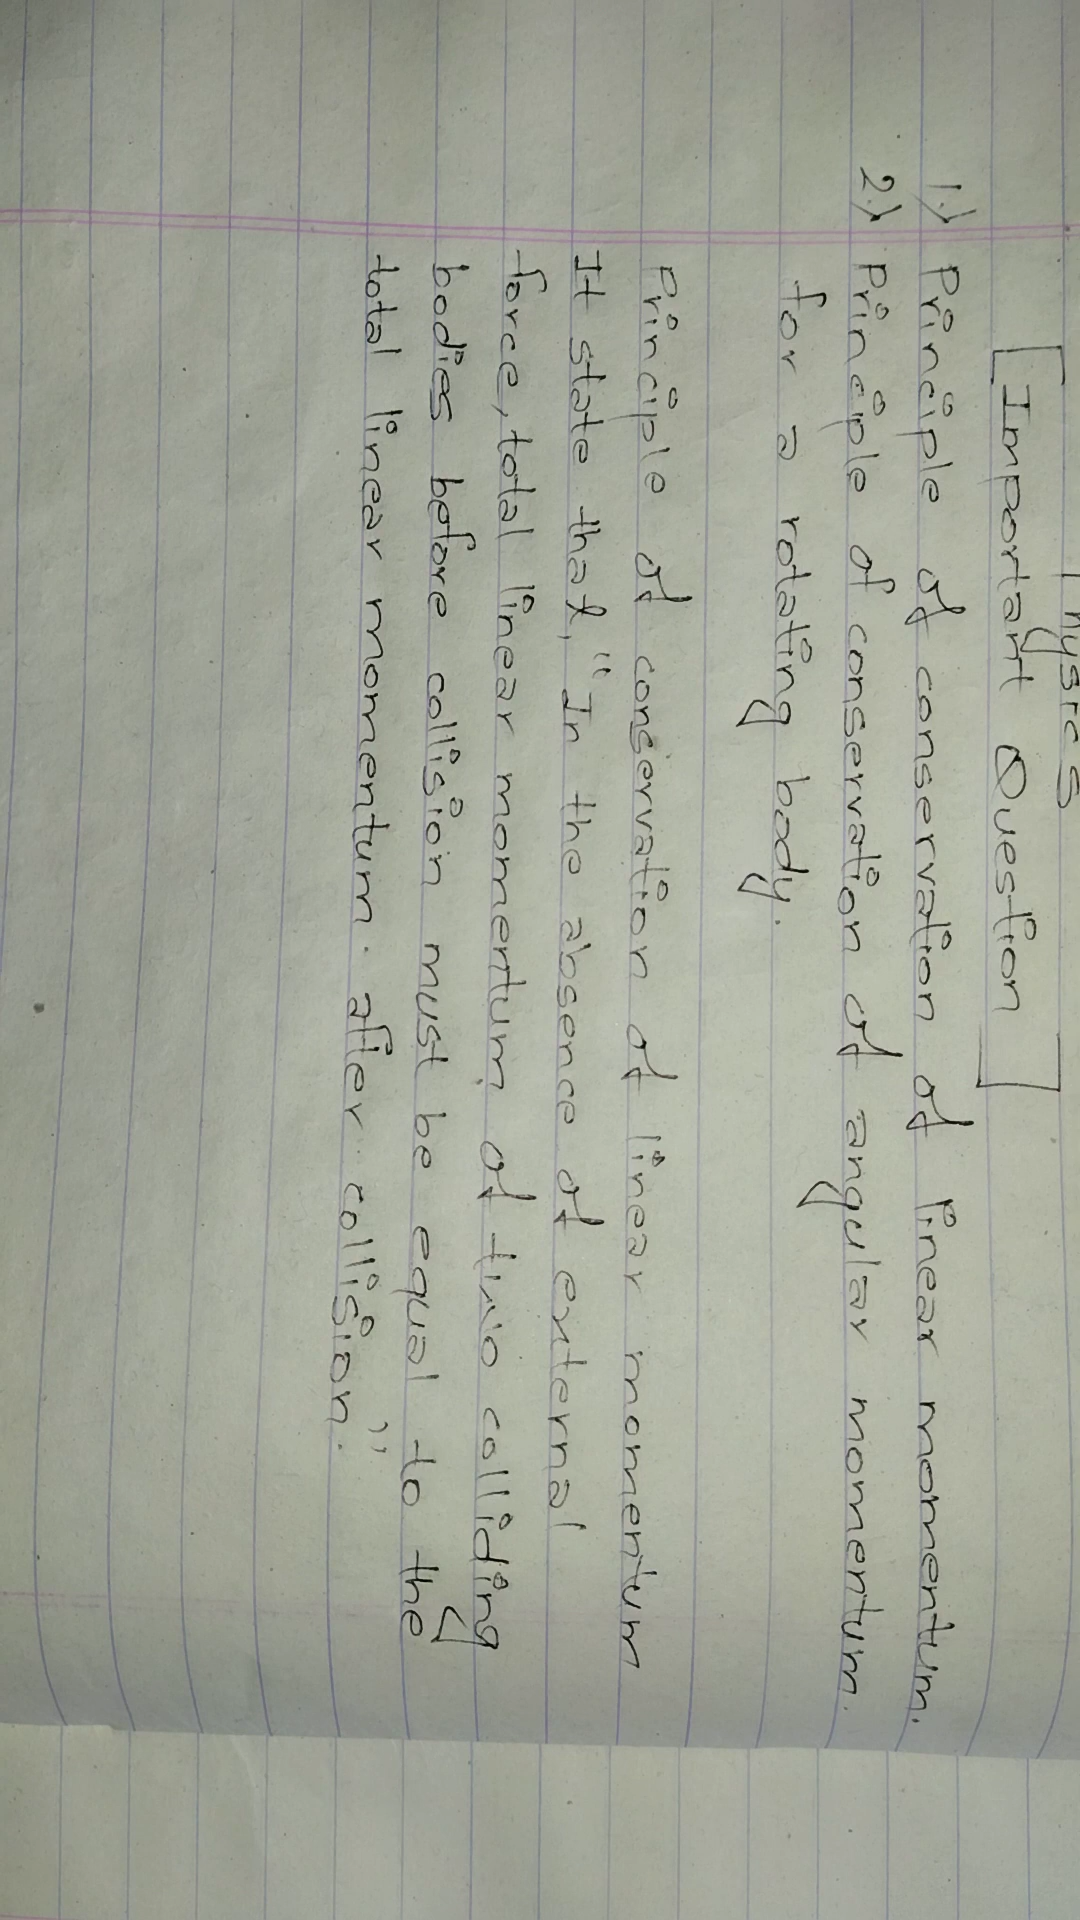 Physics
[Important Question]
1.) Principle of conservation of linear momentum.
2.) Principle of conservation of angular momentum.
for a rotating body.
Principle of conservation of linear momentum
It state that, "In the absence of external
force, total linear momentum of two colliding
bodies before collision must be equal to the
total linear momentum. after collision."